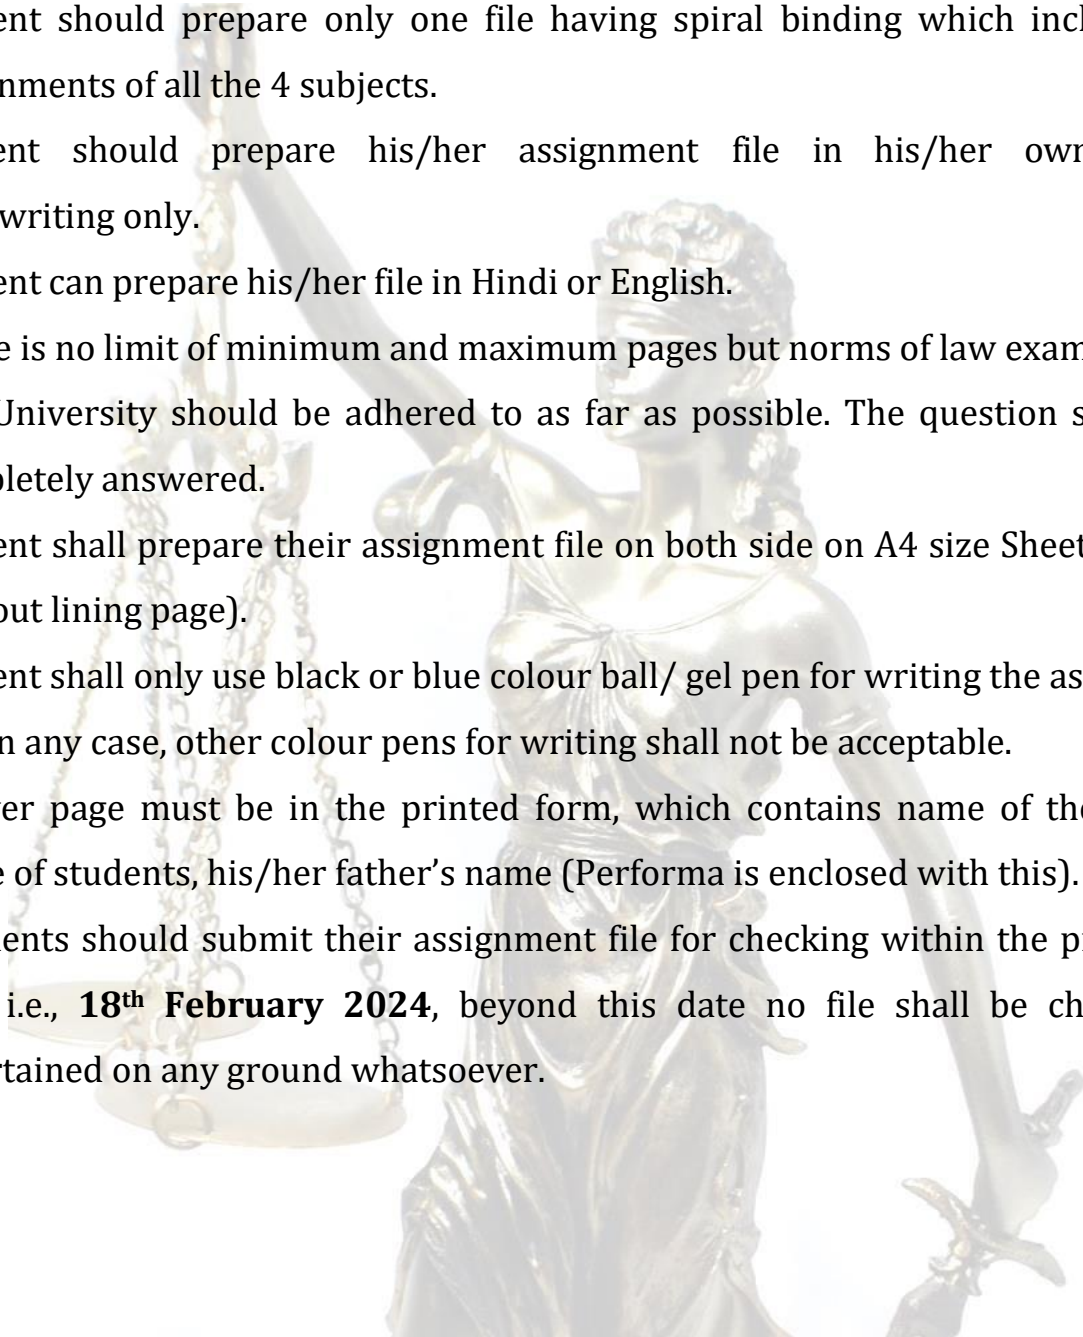 ent should prepare only one file having spiral binding which incl
nments of all the 4 subjects.
ent should prepare his/her assignment file in his/her own
writing only.
ent can prepare his/her file in Hindi or English.
e is no limit of minimum and maximum pages but norms of law exam
University should be adhered to as far as possible. The question s
pletely answered.
ent shall prepare their assignment file on both side on A4 size Sheet
out lining page).
ent shall only use black or blue colour ball/ gel pen for writing the as
n any case, other colour pens for writing shall not be acceptable.
er page must be in the printed form, which contains name of the
e of students, his/her father’s name (Performa is enclosed with this).
ents should submit their assignment file for checking within the p
i.e., 18th February 2024, beyond this date no file shall be ch
rtained on any ground whatsoever.